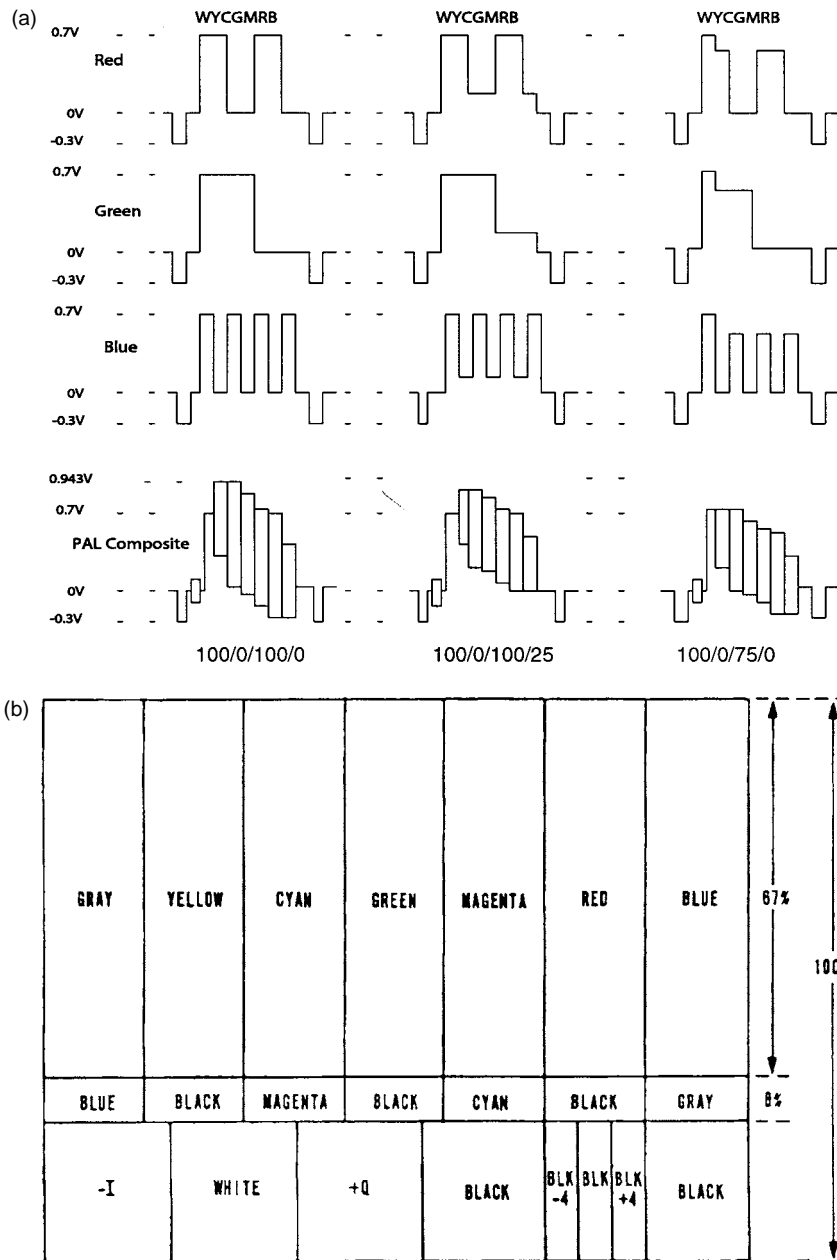 (a)
WYCGMRB WYCGMRB WYCGMRB
0.7V
Red
0V
-0.3V
0.7V
Green
0V
-0.3V
0.7V
Blue
0V
-0.3V
0.943V
0.7V
PAL Composite
0V
-0.3V
100/0/100/0 100/0/100/25 100/0/75/0
(b)
GRAY YELLOW CYAN GREEN MAGENTA RED BLUE 67%
100
BLUE BLACK MAGENTA BLACK CYAN BLACK GRAY 8%
-I WHITE +Q BLACK BLK -4 BLK BLK +4 BLACK